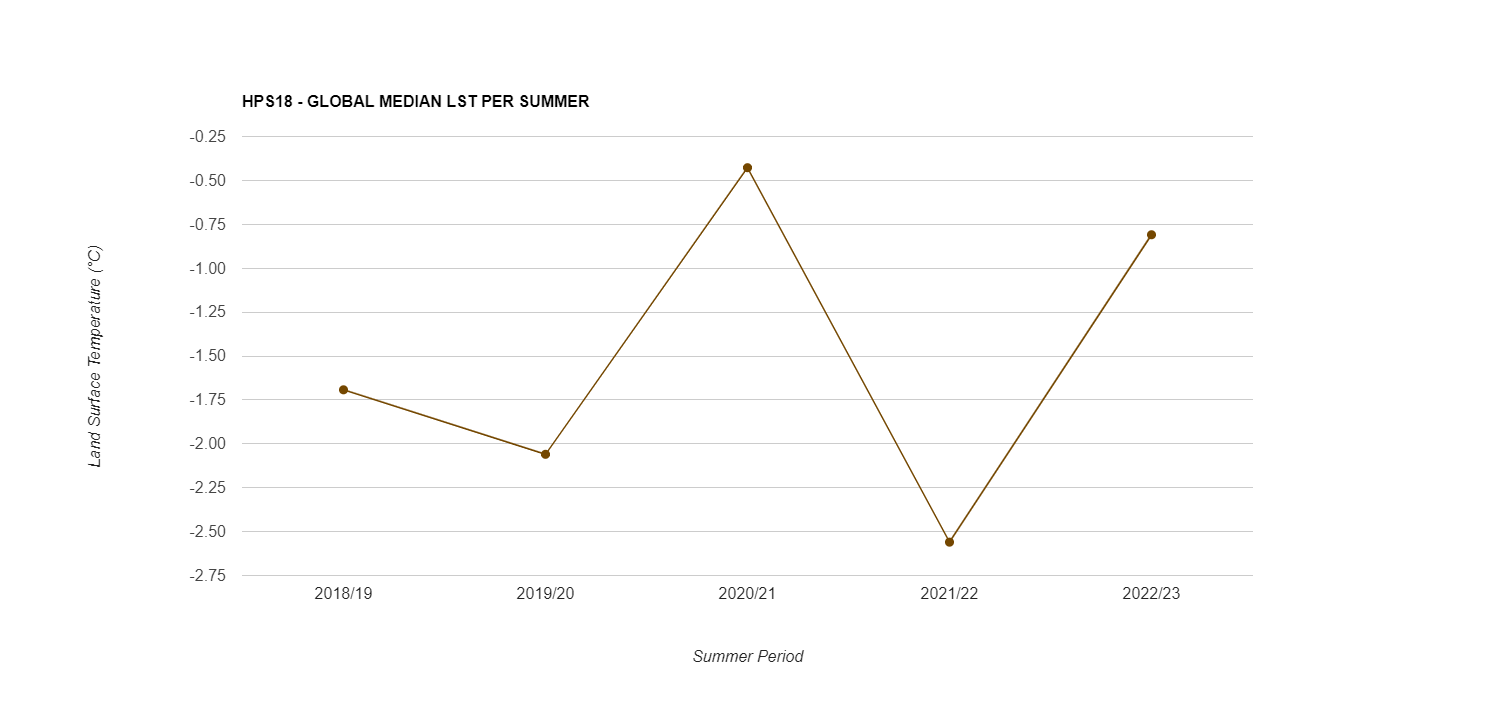 HPS18 - GLOBAL MEDIAN LST PER SUMMER
-0.25
-0.50
-0.75
-1.00
-1.25
-1.50
-1.75
-2.00
-2.25
-2.50
-2.75
Land Surface Temperature (°C)
2018/19 2019/20 2020/21 2021/22 2022/23
Summer Period